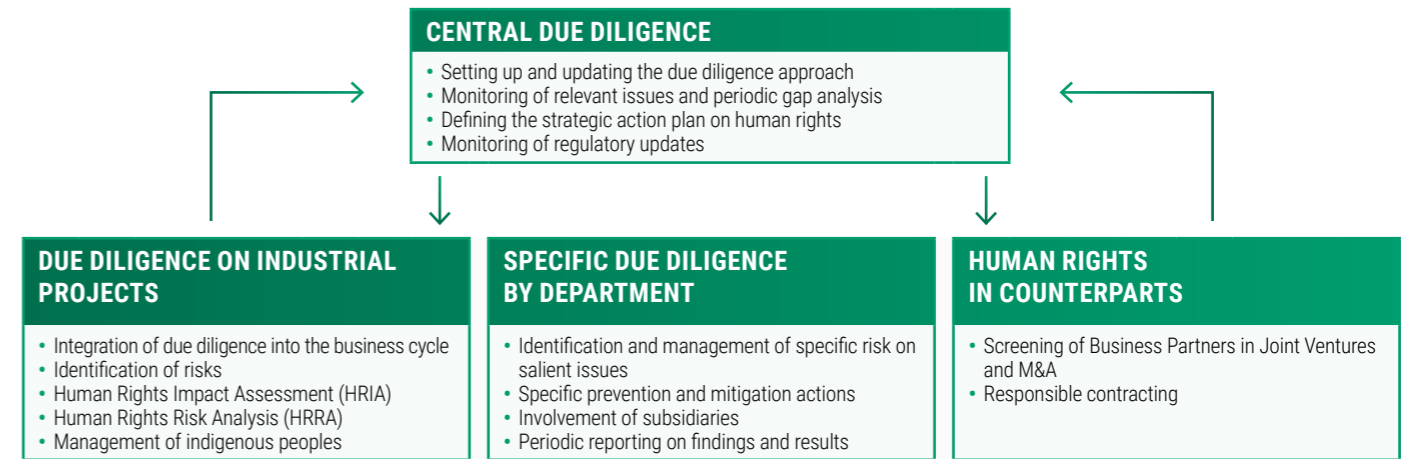 CENTRAL DUE DILIGENCE
• Setting up and updating the due diligence approach
• Monitoring of relevant issues and periodic gap analysis
• Defining the strategic action plan on human rights
• Monitoring of regulatory updates
DUE DILIGENCE ON INDUSTRIAL
PROJECTS
• Integration of due diligence into the business cycle
• Identification of risks
• Human Rights Impact Assessment (HRIA)
• Human Rights Risk Analysis (HRRA)
• Management of indigenous peoples
SPECIFIC DUE DILIGENCE
BY DEPARTMENT
• Identification and management of specific risk on
salient issues
• Specific prevention and mitigation actions
• Involvement of subsidiaries
• Periodic reporting on findings and results
HUMAN RIGHTS
IN COUNTERPARTS
• Screening of Business Partners in Joint Ventures
and M&A
• Responsible contracting